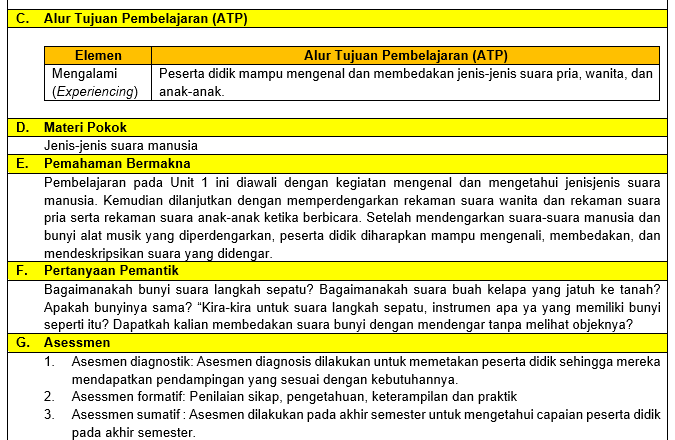 C. Alur Tujuan Pembelajaran (ATP)
Elemen Alur Tujuan Pembelajaran (ATP)
Mengalami Peserta didik mampu mengenal dan membedakan jenis-jenis suara pria, wanita, dan
(Experiencing) anak-anak.
D. Materi Pokok
Jenis-jenis suara manusia
E. Pemahaman Bermakna
Pembelajaran pada Unit 1 ini diawali dengan kegiatan mengenal dan mengetahui jenisjenis suara
manusia. Kemudian dilanjutkan dengan memperdengarkan rekaman suara wanita dan rekaman suara
pria serta rekaman suara anak-anak ketika berbicara. Setelah mendengarkan suara-suara manusia dan
bunyi alat musik yang diperdengarkan, peserta didik diharapkan mampu mengenali, membedakan, dan
mendeskripsikan suara yang didengar.
F. Pertanyaan Pemantik
Bagaimanakah bunyi suara langkah sepatu? Bagaimanakah suara buah kelapa yang jatuh ke tanah?
Apakah bunyinya sama? “Kira-kira untuk suara langkah sepatu, instrumen apa ya yang memiliki bunyi
seperti itu? Dapatkah kalian membedakan suara bunyi dengan mendengar tanpa melihat objeknya?
G. Asessmen
1. Asesmen diagnostik: Asesmen diagnosis dilakukan untuk memetakan peserta didik sehingga mereka
mendapatkan pendampingan yang sesuai dengan kebutuhannya.
2. Asessmen formatif: Penilaian sikap, pengetahuan, keterampilan dan praktik
3. Asessmen sumatif : Asesmen dilakukan pada akhir semester untuk mengetahui capaian peserta didik
pada akhir semester.